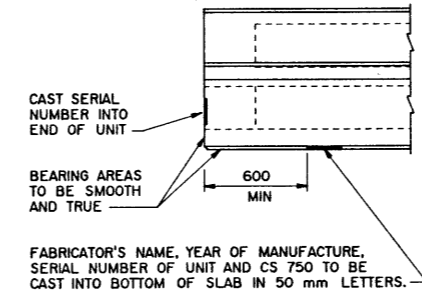 CAST SERIAL
NUMBER INTO
END OF UNIT
BEARING AREAS
TO BE SMOOTH
AND TRUE
600
MIN
FABRICATOR'S NAME, YEAR OF MANUFACTURE,
SERIAL NUMBER OF UNIT AND CS 750 TO BE
CAST INTO BOTTOM OF SLAB IN 50 mm LETTERS.